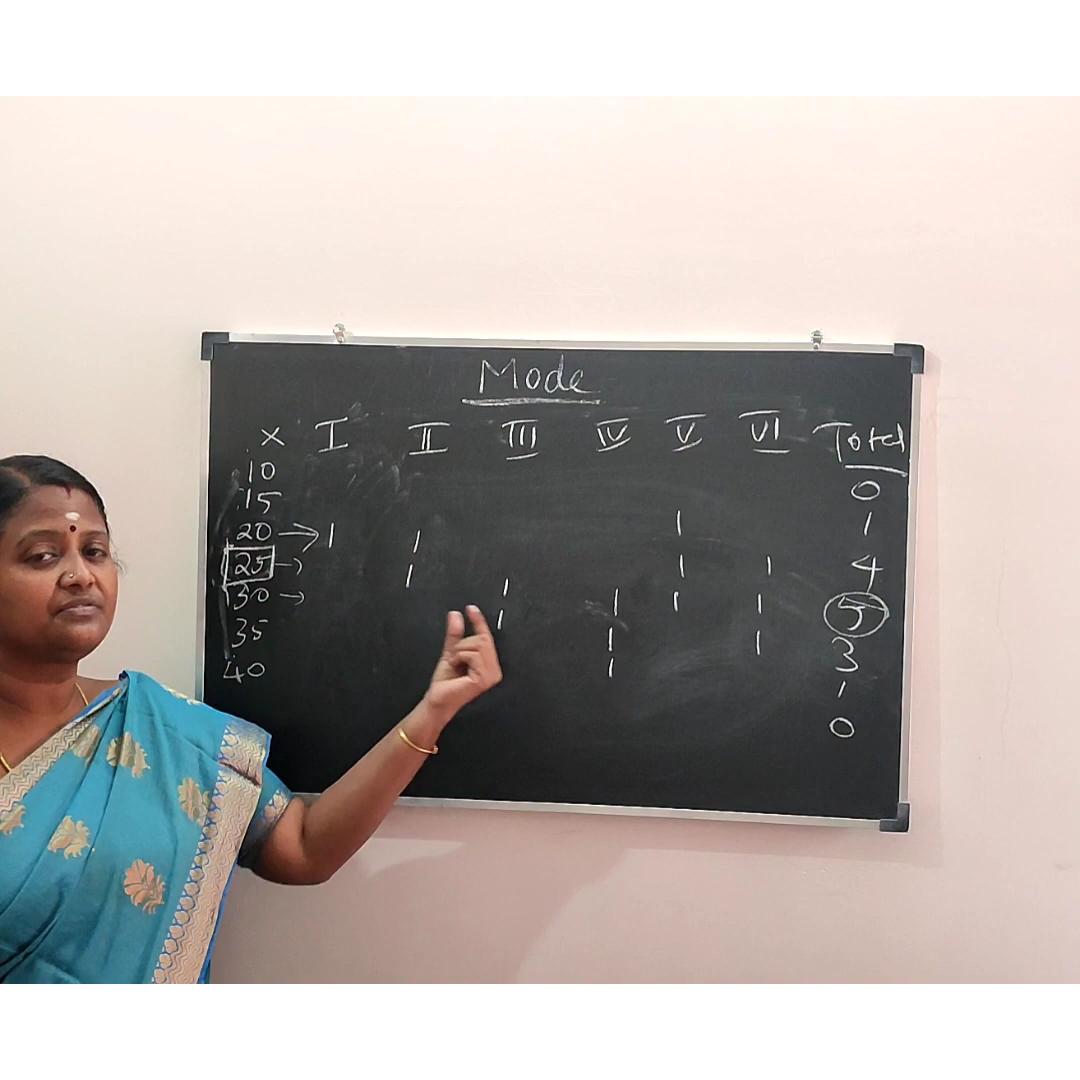 Mode
X I II III IV V VI Total
10 0
15 | 1
20 → | | | | 4
25 → | | | | | 5
30 → | | | 3
35 | 1
40 0